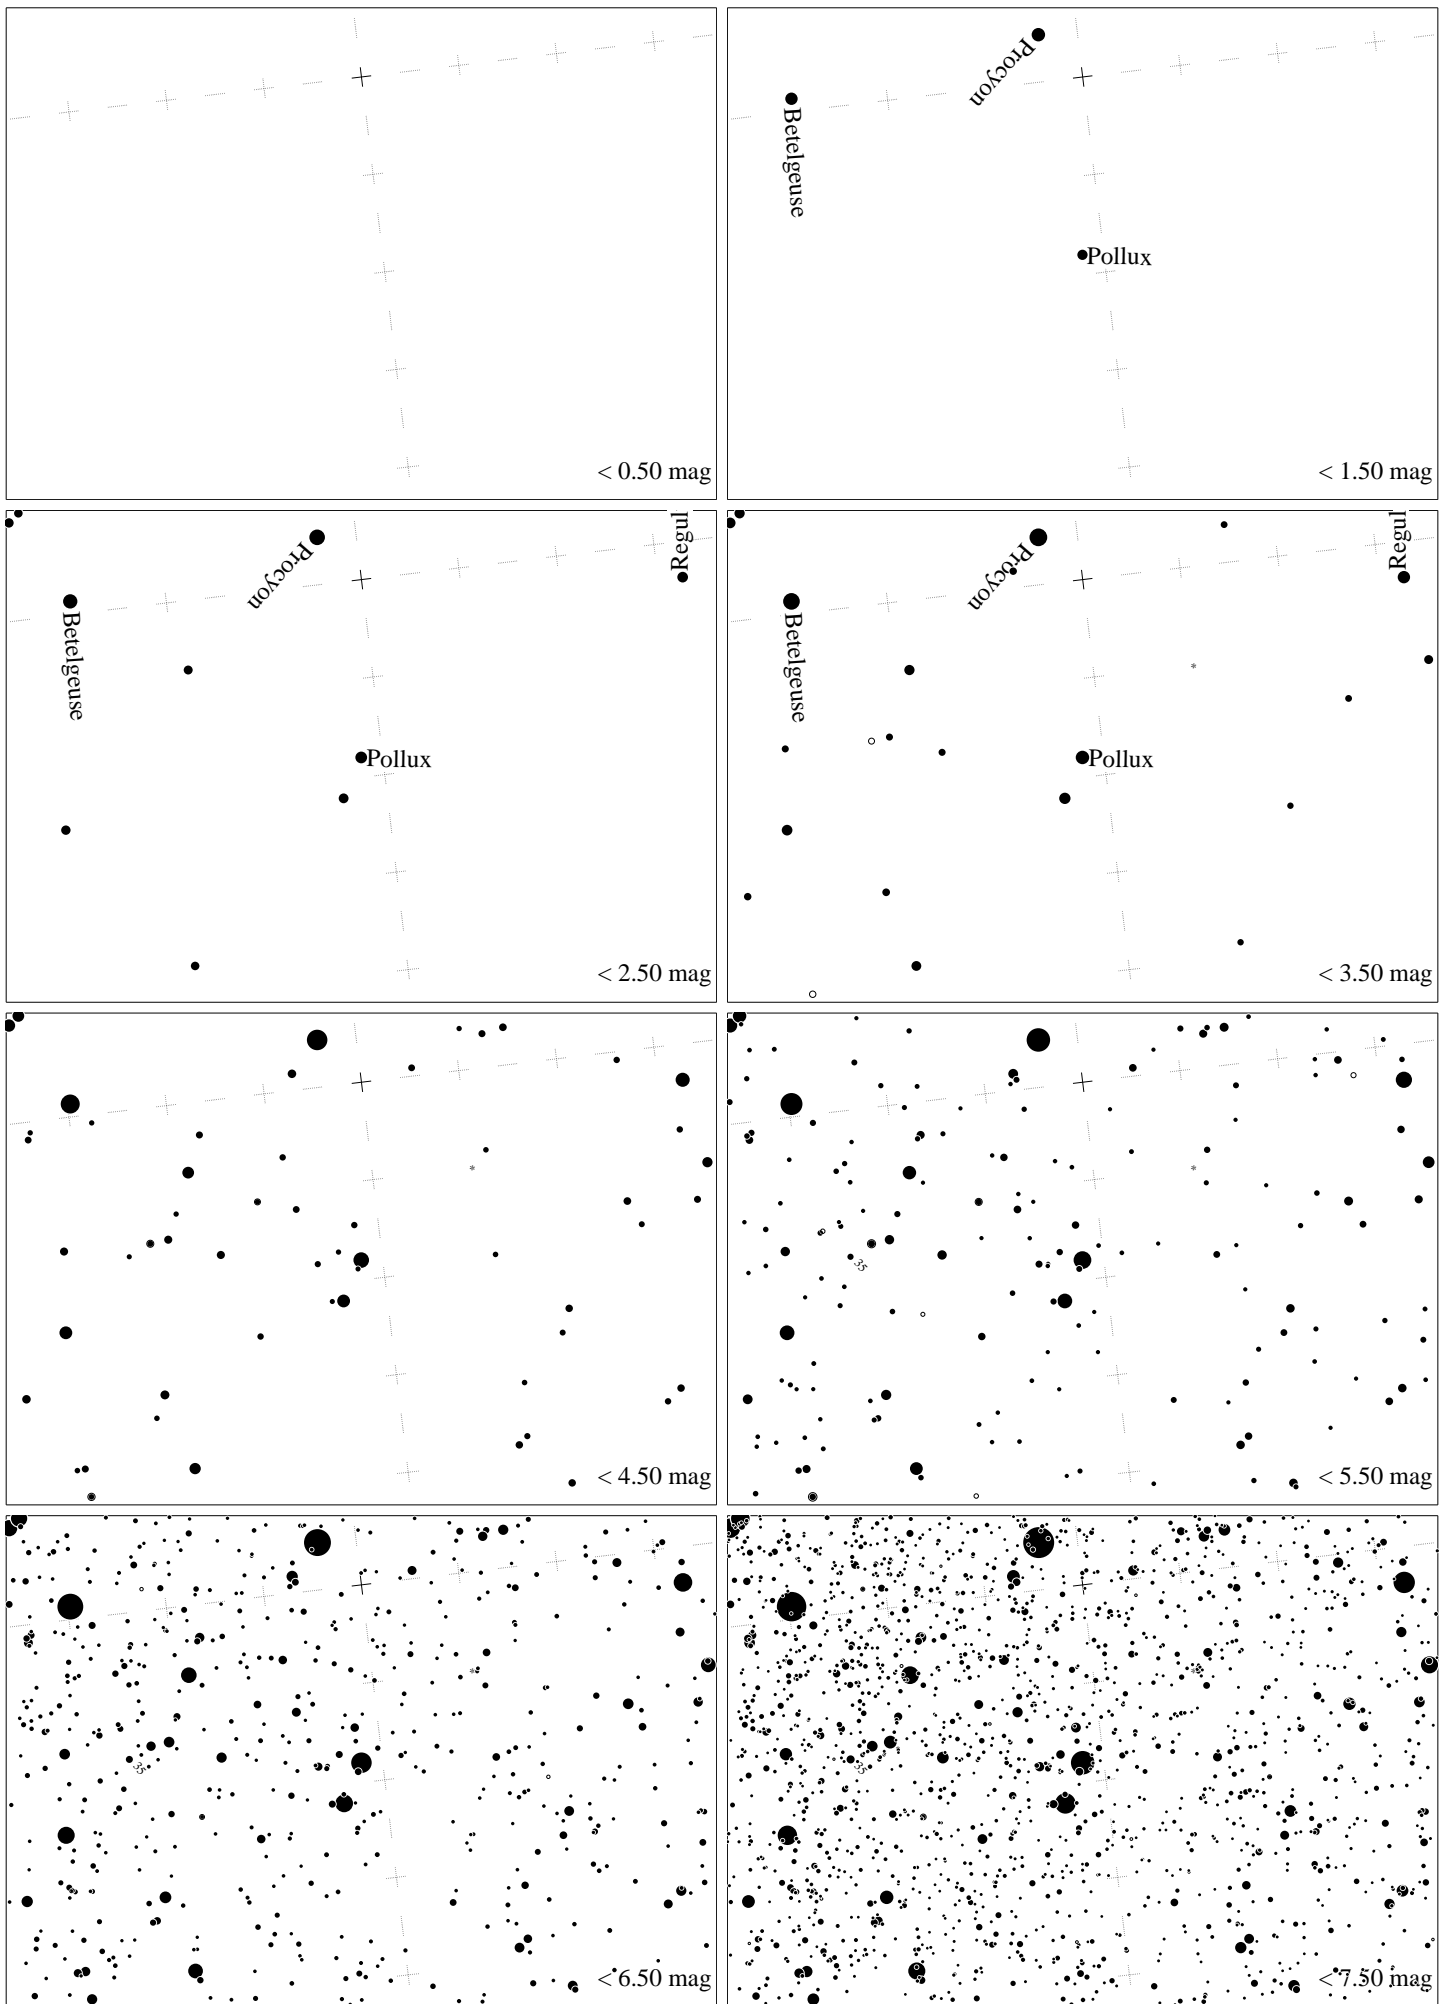 < 0.50 mag
Procyon
Betelgeuse
Pollux
< 1.50 mag
Procyon
Regul
Betelgeuse
Pollux
< 2.50 mag
Procyon
Regul
Betelgeuse
Pollux
< 3.50 mag
< 4.50 mag
35
< 5.50 mag
35
< 6.50 mag
35
< 7.50 mag